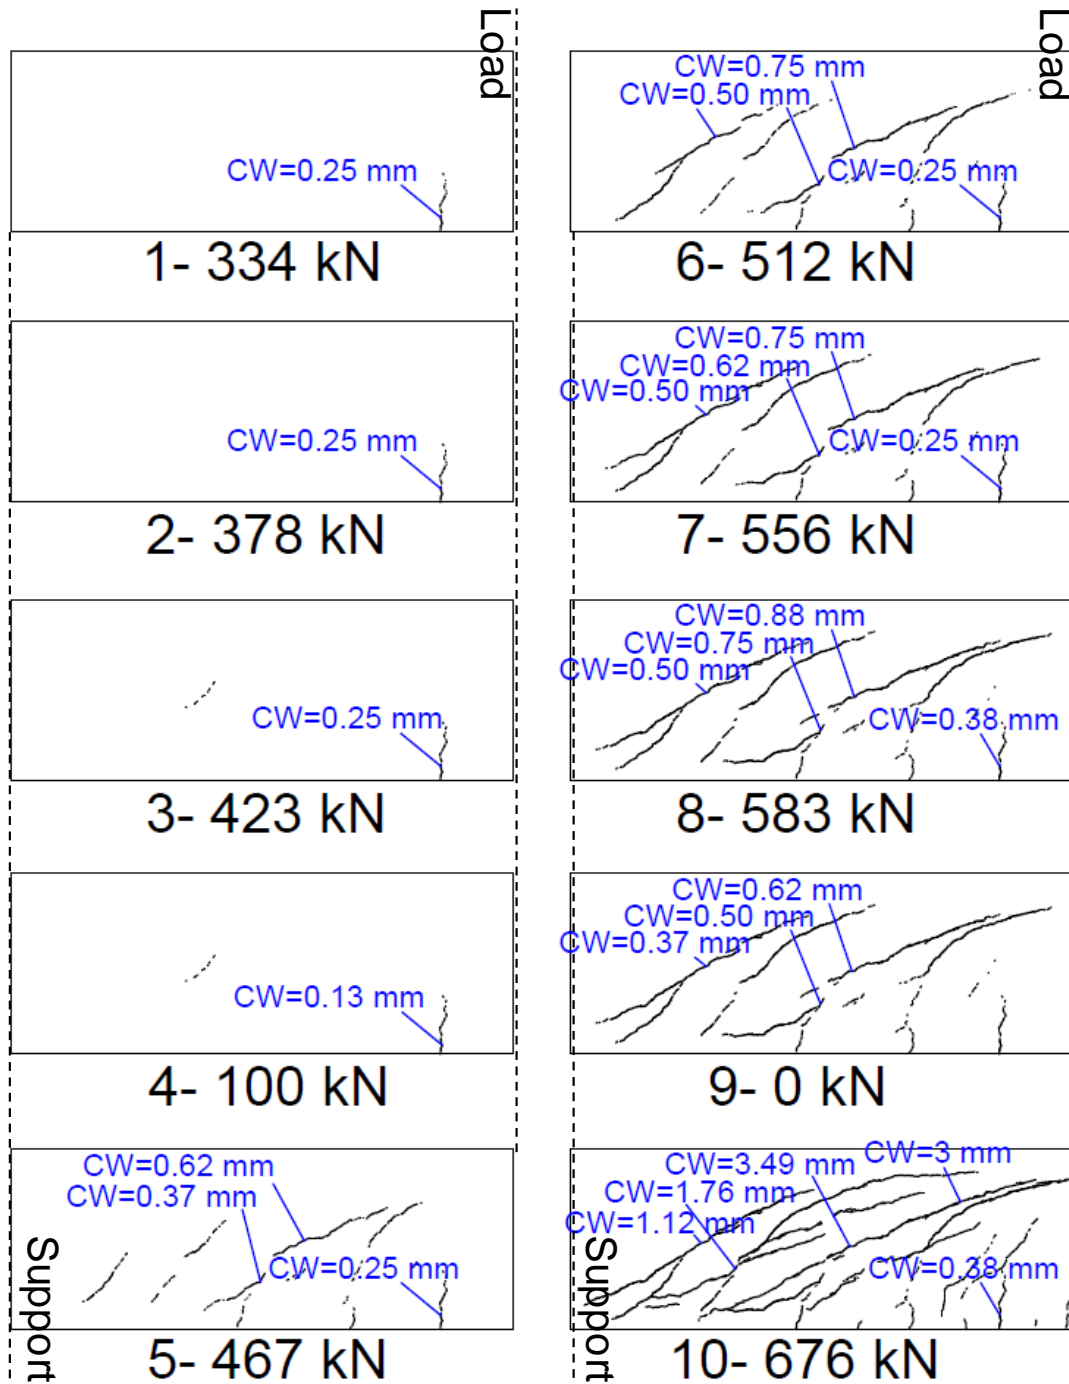 Load
CW=0.25 mm
1- 334 kN
CW=0.25 mm
2- 378 kN
CW=0.25 mm
3- 423 kN
CW=0.13 mm
4- 100 kN
CW=0.62 mm
CW=0.37 mm
CW=0.25 mm
Support
5- 467 kN
Load
CW=0.75 mm
CW=0.50 mm
CW=0.25 mm
6- 512 kN
CW=0.75 mm
CW=0.62 mm
CW=0.50 mm
CW=0.25 mm
7- 556 kN
CW=0.88 mm
CW=0.75 mm
CW=0.50 mm
CW=0.38 mm
8- 583 kN
CW=0.62 mm
CW=0.50 mm
CW=0.37 mm
9- 0 kN
CW=3 mm
CW=3.49 mm
CW=1.76 mm
CW=1.12 mm
CW=0.38 mm
Support
10- 676 kN